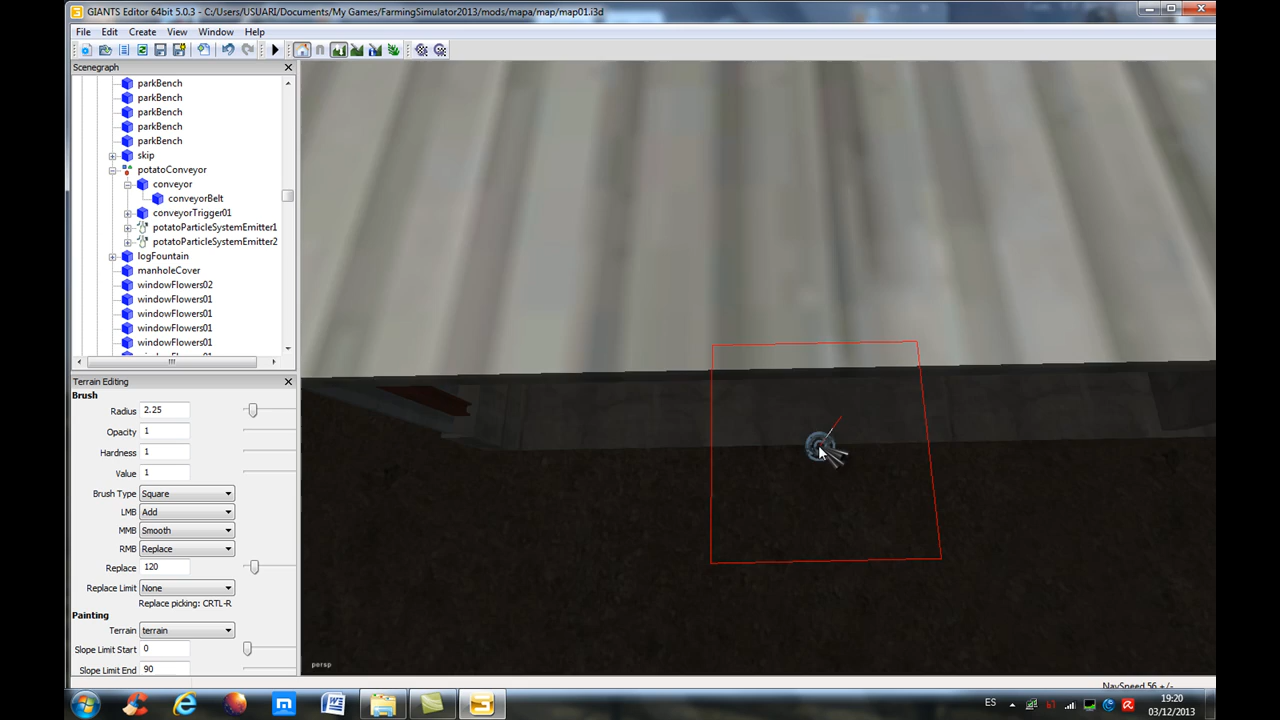 GIANTS Editor 64bit 5.0.3 - C:/Users/USUARI/Documents/My Games/FarmingSimulator2013/mods/mapa/map/map01.i3d
File Edit Create View Window Help
Scenegraph
parkBench
parkBench
parkBench
parkBench
parkBench
skip
potatoConveyor
conveyor
conveyorBelt
conveyorTrigger01
potatoParticleSystemEmitter1
potatoParticleSystemEmitter2
logFountain
manholeCover
windowFlowers02
windowFlowers01
windowFlowers01
windowFlowers01
windowFlowers01
Terrain Editing
Brush
Radius 2.25
Opacity 1
Hardness 1
Value 1
Brush Type Square
LMB Add
MMB Smooth
RMB Replace
Replace 120
Replace Limit None
Replace picking: CRTL-R
Painting
Terrain terrain
Slope Limit Start 0
Slope Limit End 90
persp
NavSpeed 56 +/-
ES
19:20
03/12/2013